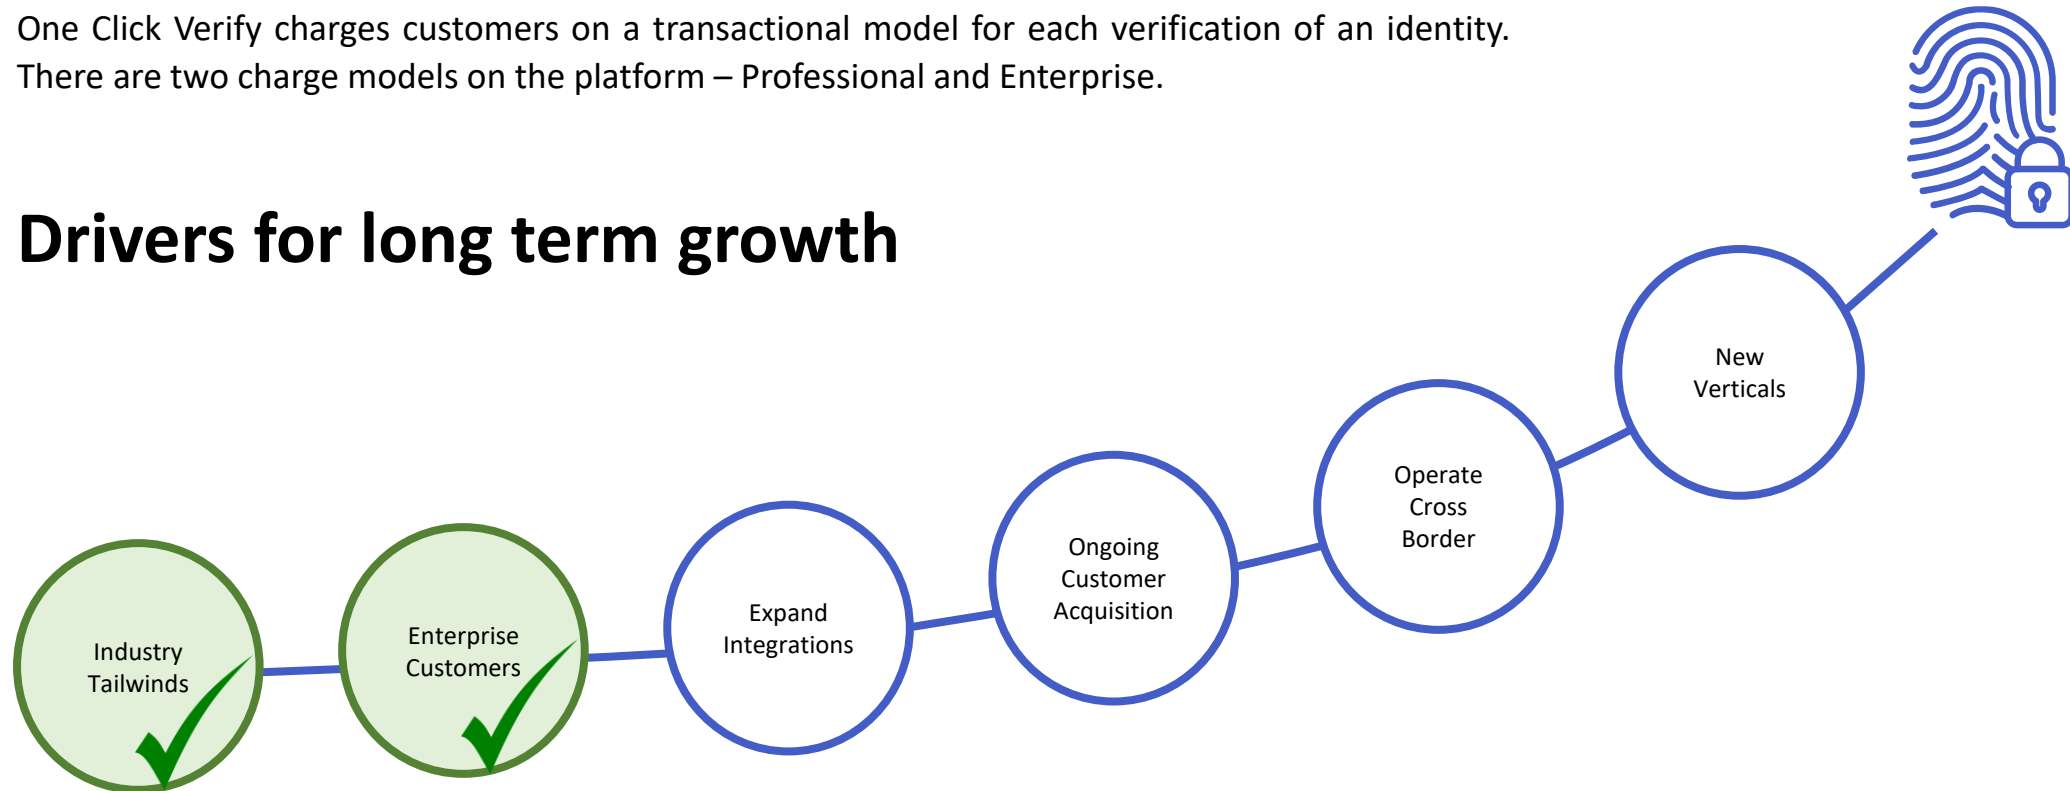 One Click Verify charges customers on a transactional model for each verification of an identity.
There are two charge models on the platform – Professional and Enterprise.
Drivers for long term growth
Industry
Tailwinds
Enterprise
Customers
Expand
Integrations
Ongoing
Customer
Acquisition
Operate
Cross
Border
New
Verticals